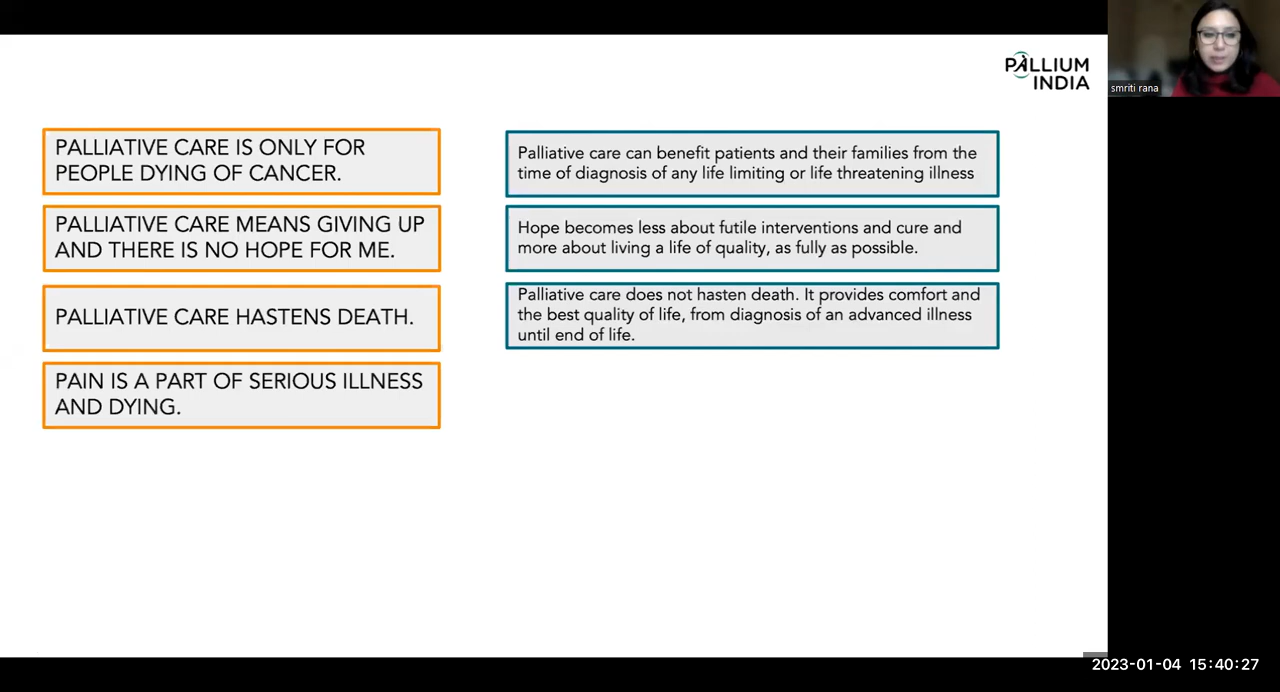 PALLIUM
INDIA
smriti rana
PALLIATIVE CARE IS ONLY FOR
PEOPLE DYING OF CANCER.
Palliative care can benefit patients and their families from the
time of diagnosis of any life limiting or life threatening illness
PALLIATIVE CARE MEANS GIVING UP
AND THERE IS NO HOPE FOR ME.
Hope becomes less about futile interventions and cure and
more about living a life of quality, as fully as possible.
PALLIATIVE CARE HASTENS DEATH.
Palliative care does not hasten death. It provides comfort and
the best quality of life, from diagnosis of an advanced illness
until end of life.
PAIN IS A PART OF SERIOUS ILLNESS
AND DYING.
2023-01-04 15:40:27